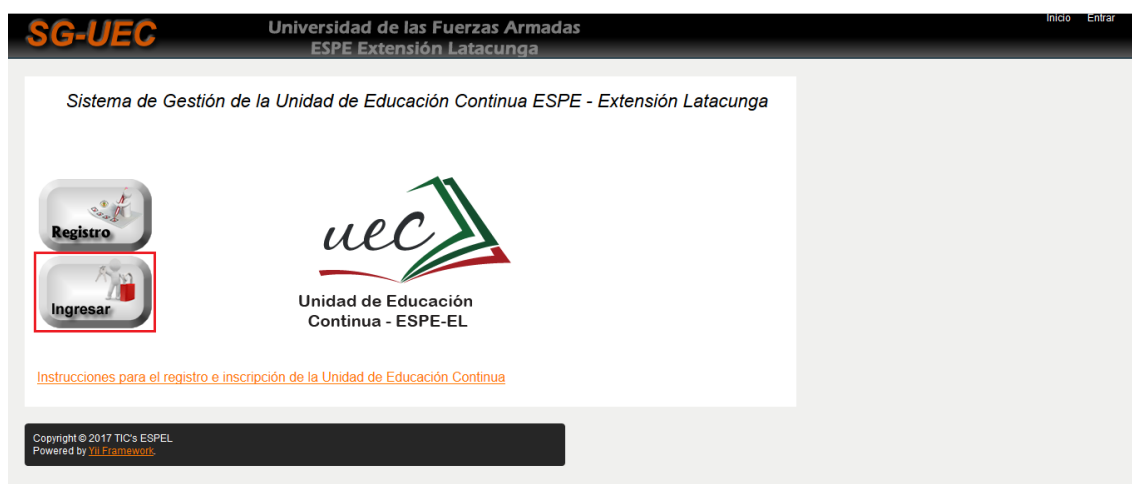 SG-UEC
Universidad de las Fuerzas Armadas
ESPE Extensión Latacunga
Inicio Entrar
Sistema de Gestión de la Unidad de Educación Continua ESPE - Extensión Latacunga
Registro
Ingresar
uec
Unidad de Educación
Continua - ESPE-EL
Instrucciones para el registro e inscripción de la Unidad de Educación Continua
Copyright © 2017 TIC's ESPEL
Powered by Yii Framework.